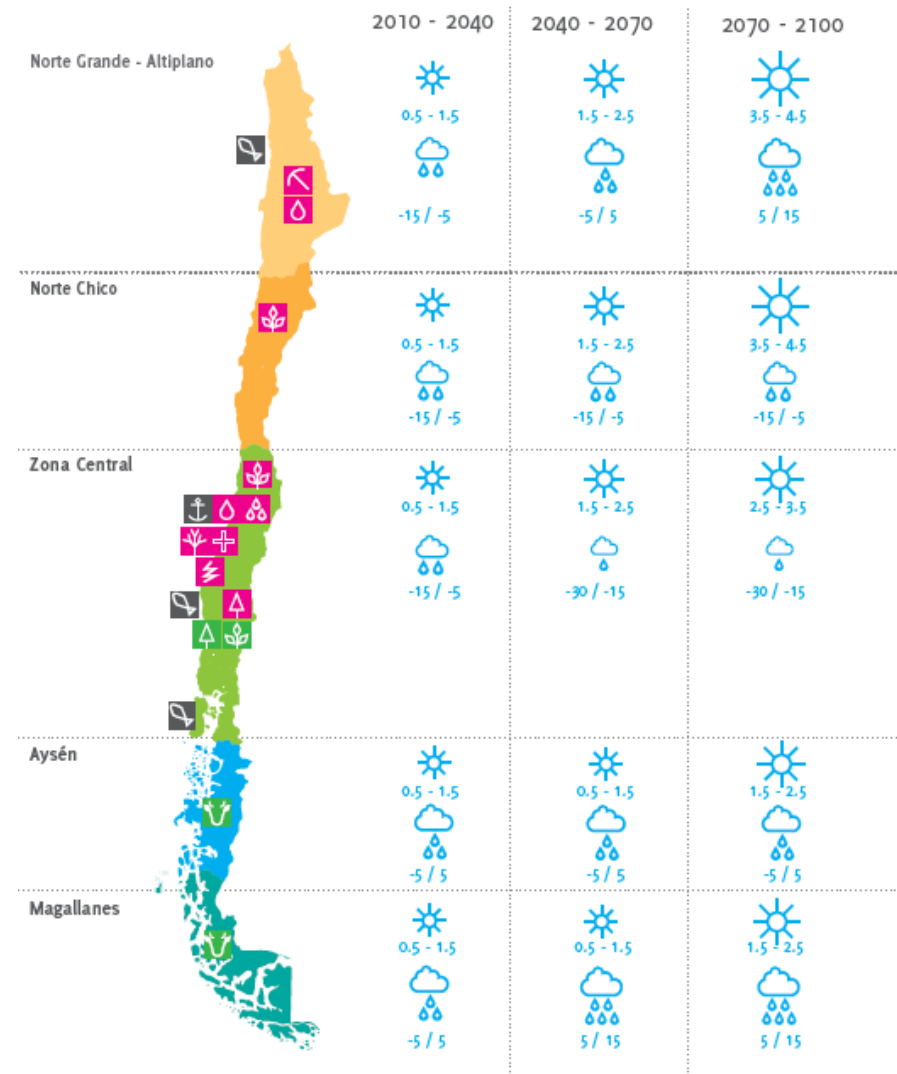 2010 - 2040 2040 - 2070 2070 - 2100
Norte Grande - Altiplano
0.5 - 1.5 1.5 - 2.5 3.5 - 4.5
-15 / -5 -5 / 5 5 / 15
Norte Chico
0.5 - 1.5 1.5 - 2.5 3.5 - 4.5
-15 / -5 -15 / -5 -15 / -5
Zona Central
0.5 - 1.5 1.5 - 2.5 2.5 - 3.5
-15 / -5 -30 / -15 -30 / -15
Aysén
0.5 - 1.5 0.5 - 1.5 1.5 - 2.5
-5 / 5 -5 / 5 -5 / 5
Magallanes
0.5 - 1.5 0.5 - 1.5 1.5 - 2.5
-5 / 5 5 / 15 5 / 15